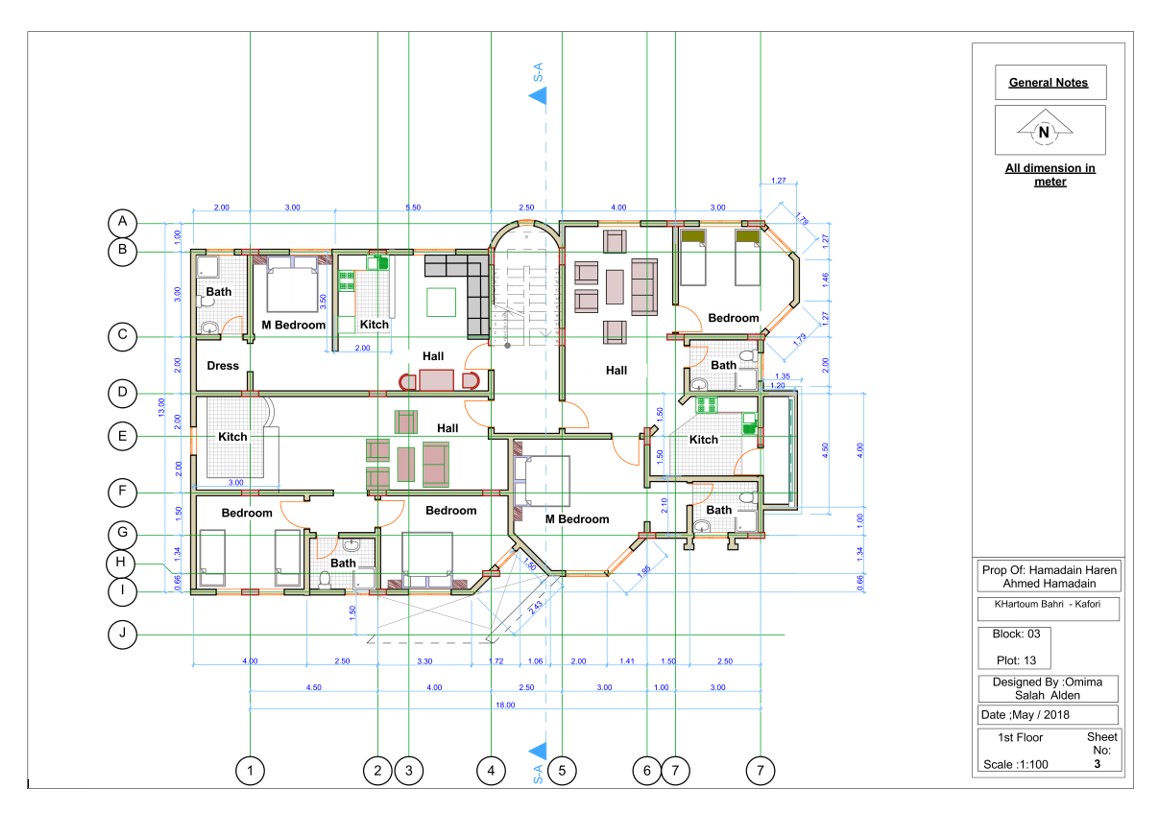 S-A
General Notes
N
All dimension in
meter
1.27
2.00
3.00
5.50
2.50
4.00
3.00
1.79
A
B
C
D
E
F
G
H
I
J
1.00
3.00
2.00
13.00
2.00
2.00
1.50
1.34
0.66
1.27
1.46
1.27
1.79
2.00
1.35
1.20
4.50
4.00
1.00
1.34
0.66
Bath
M Bedroom
3.50
Kitch
2.00
Hall
Dress
Hall
Bedroom
Bath
Kitch
3.00
Hall
1.50
1.50
Kitch
2.10
Bath
M Bedroom
Bedroom
Bedroom
Bath
1.50
1.50
2.43
1.95
4.00
2.50
3.30
1.72
1.06
2.00
1.41
1.50
2.50
4.50
4.00
2.50
3.00
1.00
3.00
18.00
1
2
3
4
S-A
5
6
7
7
Prop Of: Hamadain Haren
Ahmed Hamadain
KHartoum Bahri - Kafori
Block: 03
Plot: 13
Designed By ;Omima
Salah Alden
Date ;May / 2018
1st Floor
Scale :1:100
Sheet
No:
3